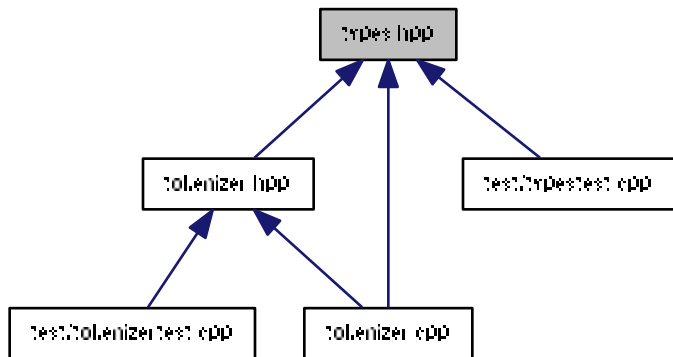 types.hpp
tokenizer.hpp
test/typestest.cpp
test/tokenizertest.cpp
tokenizer.cpp